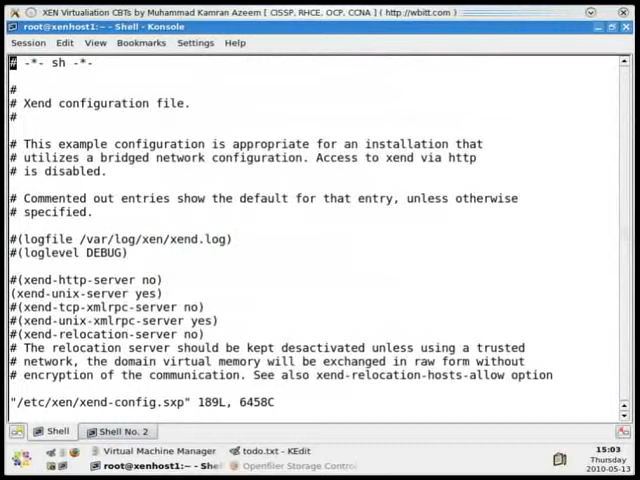 XEN Virtualiation CBTs by Muhammad Kamran Azeem [ CISSP, RHCE, OCP, CCNA ] ( http://wbitt.com )
root@xenhost1:~ - Shell - Konsole
Session Edit View Bookmarks Settings Help
# -*- sh -*-
#
# Xend configuration file.
#
# This example configuration is appropriate for an installation that
# utilizes a bridged network configuration. Access to xend via http
# is disabled.
# Commented out entries show the default for that entry, unless otherwise
# specified.
#(logfile /var/log/xen/xend.log)
#(loglevel DEBUG)
#(xend-http-server no)
(xend-unix-server yes)
#(xend-tcp-xmlrpc-server no)
#(xend-unix-xmlrpc-server yes)
#(xend-relocation-server no)
# The relocation server should be kept desactivated unless using a trusted
# network, the domain virtual memory will be exchanged in raw form without
# encryption of the communication. See also xend-relocation-hosts-allow option
"/etc/xen/xend-config.sxp" 189L, 6458C
Shell Shell No. 2
Virtual Machine Manager todo.txt - KEdit
root@xenhost1:~ - Shel Openfiler Storage Control
15:03
Thursday
2010-05-13